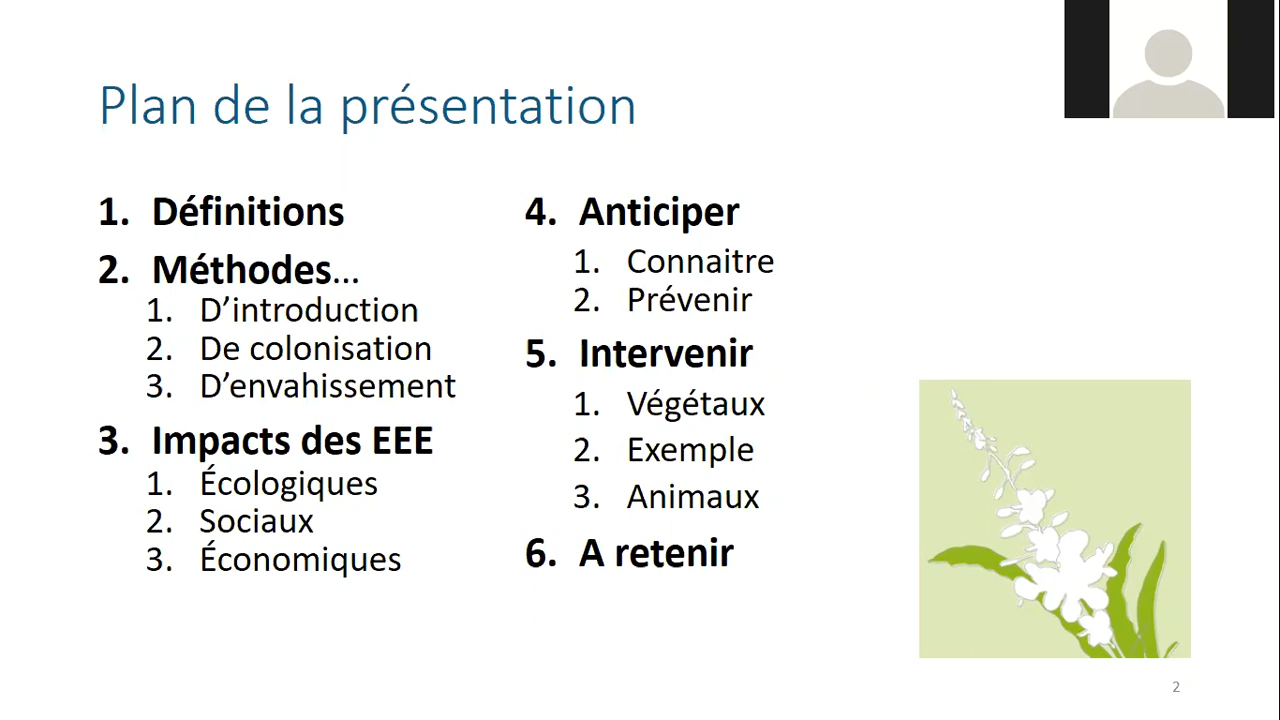 Plan de la présentation
1. Définitions
2. Méthodes...
1. D’introduction
2. De colonisation
3. D’envahissement
3. Impacts des EEE
1. Écologiques
2. Sociaux
3. Économiques
4. Anticiper
1. Connaitre
2. Prévenir
5. Intervenir
1. Végétaux
2. Exemple
3. Animaux
6. A retenir
2